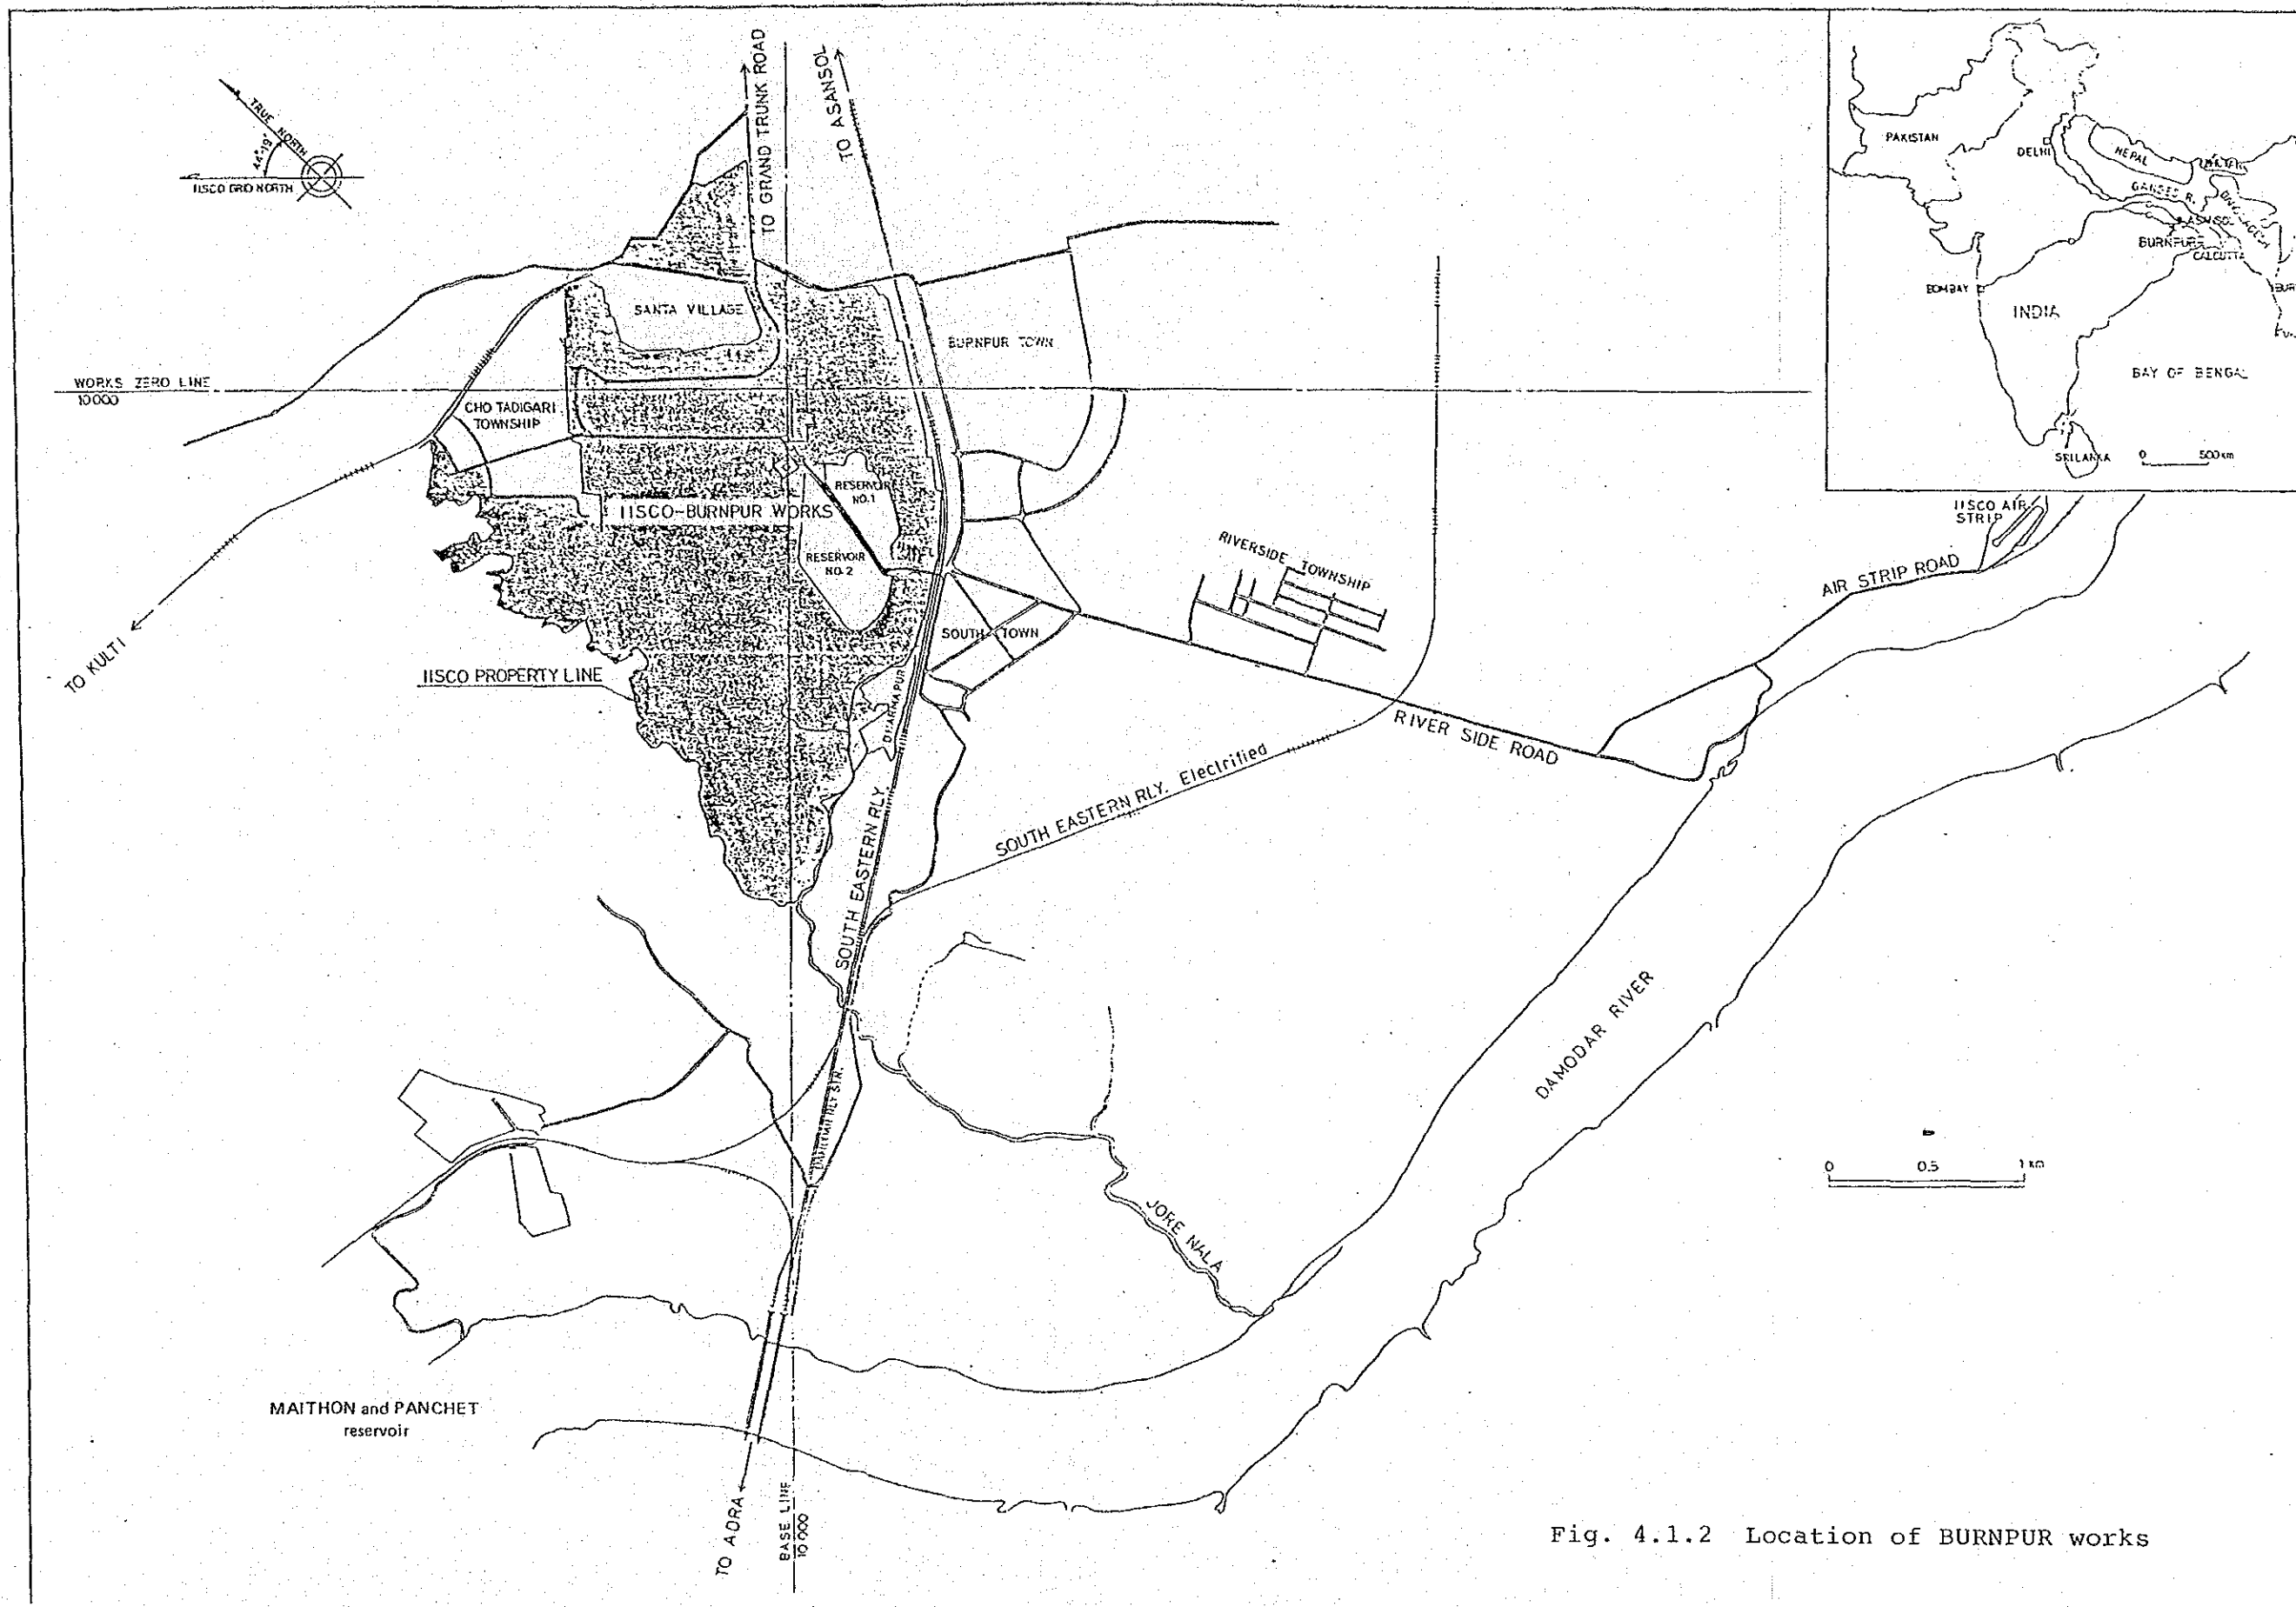 TRUE NORTH
44°-19'
IISCO GRID NORTH
TO GRAND TRUNK ROAD
TO ASANSOL
SANTA VILLAGE
BURNPUR TOWN
WORKS ZERO LINE
10000
CHO TADIGARI
TOWNSHIP
RESERVOIR
NO.1
IISCO-BURNPUR WORKS
RESERVOIR
NO.2
RIVERSIDE TOWNSHIP
SOUTH TOWN
TO KULTI
IISCO PROPERTY LINE
DHARMAPUR
RIVER SIDE ROAD
AIR STRIP ROAD
IISCO AIR
STRIP
SOUTH EASTERN RLY. Electrified
SOUTH EASTERN RLY.
DAMODAR RIVER
JORE NALA
0 0.5 1 km
MAITHON and PANCHET
reservoir
TO ADRA
BASE LINE
10 000
PAKISTAN
DELHI
NEPAL
GANGES R.
BURNPUR
CALCUTTA
BOMBAY
INDIA
BAY OF BENGAL
SRILANKA
0 500km
Fig. 4.1.2 Location of BURNPUR works